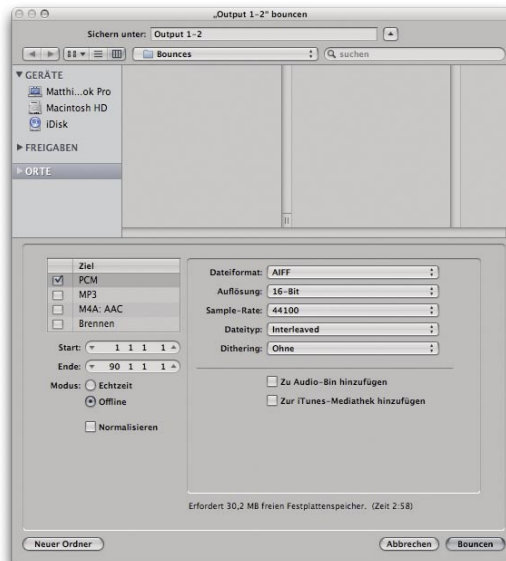 „Output 1-2“ bouncen
Sichern unter: Output 1-2
Bounces
suchen
GERÄTE
Matthi...ok Pro
Macintosh HD
iDisk
FREIGABEN
ORTE
Ziel
PCM
MP3
M4A: AAC
Brennen
Start: 1 1 1 1
Ende: 90 1 1 1
Modus: Echtzeit
Offline
Normalisieren
Dateiformat: AIFF
Auflösung: 16-Bit
Sample-Rate: 44100
Dateityp: Interleaved
Dithering: Ohne
Zu Audio-Bin hinzufügen
Zur iTunes-Mediathek hinzufügen
Erfordert 30,2 MB freien Festplattenspeicher. (Zeit 2:58)
Neuer Ordner
Abbrechen
Bouncen